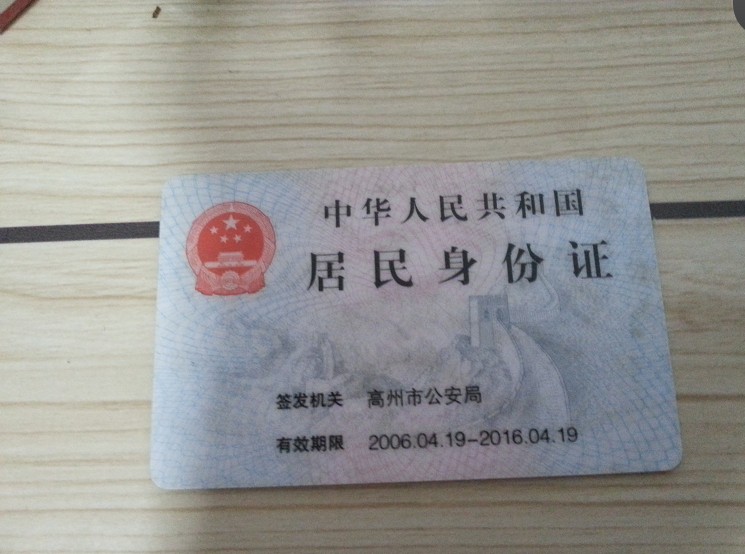 中华人民共和国
居民身份证
签发机关 高州市公安局
有效期限 2006.04.19-2016.04.19